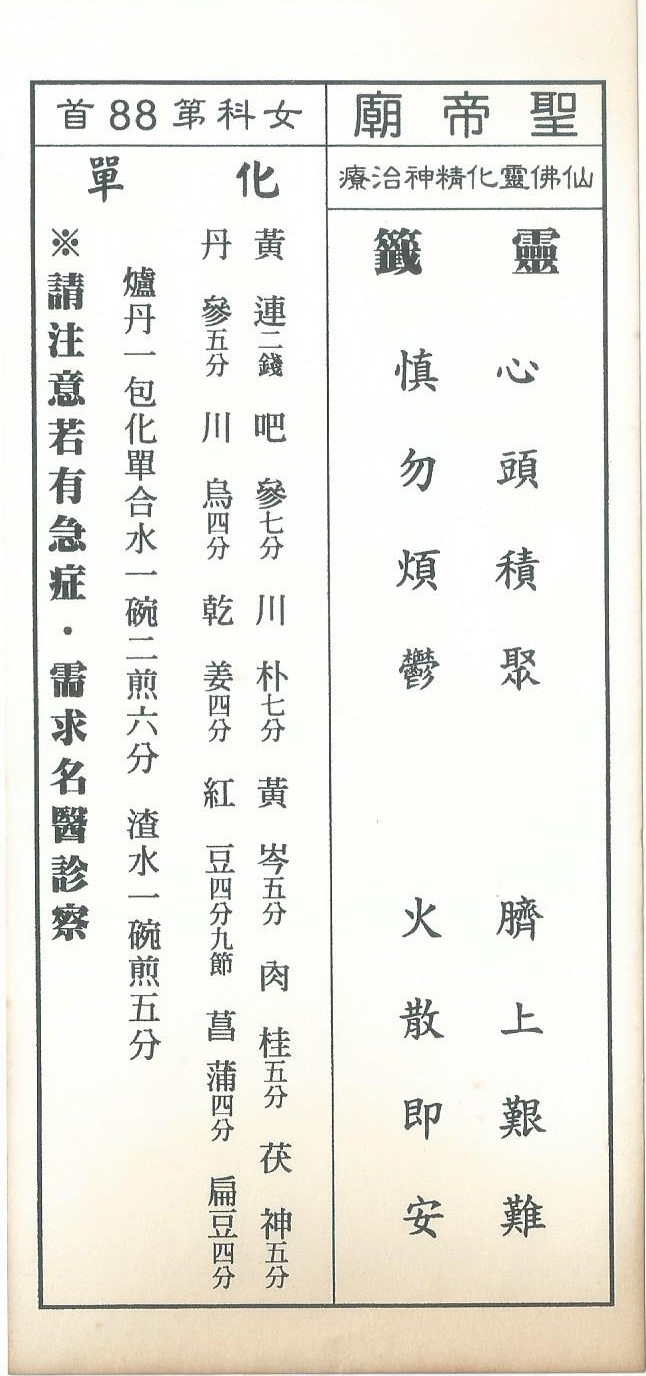 聖帝廟
仙佛靈化精神治療
靈籤
心頭積聚　臍上艱難
慎勿煩鬱　火散即安
女科第88首
化單
黃連二錢 吧參七分 川朴七分 黃岑五分 肉桂五分 茯神五分
丹參五分 川烏四分 乾姜四分 紅豆四分九節菖蒲四分 扁豆四分
爐丹一包化單合水一碗二煎六分 渣水一碗煎五分
※請注意若有急症．需求名醫診察